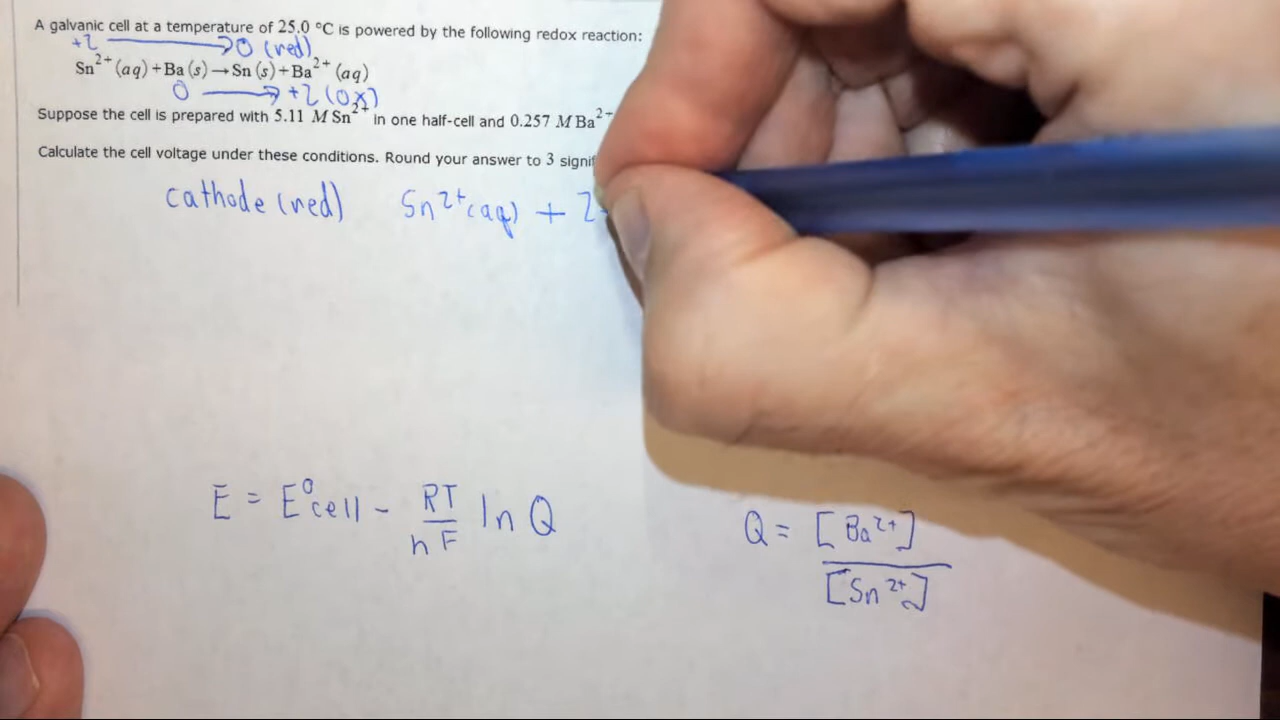 A galvanic cell at a temperature of 25.0 °C is powered by the following redox reaction:
+2 → 0 (red)
Sn²⁺ (aq) + Ba (s) → Sn (s) + Ba²⁺ (aq)
0 → +2 (ox)
Suppose the cell is prepared with 5.11 M Sn²⁺ in one half-cell and 0.257 M Ba²⁺
Calculate the cell voltage under these conditions. Round your answer to 3
cathode (red) Sn²⁺(aq) + 2
E = E⁰cell - RT/nF ln Q
Q = [Ba²⁺]/[Sn²⁺]